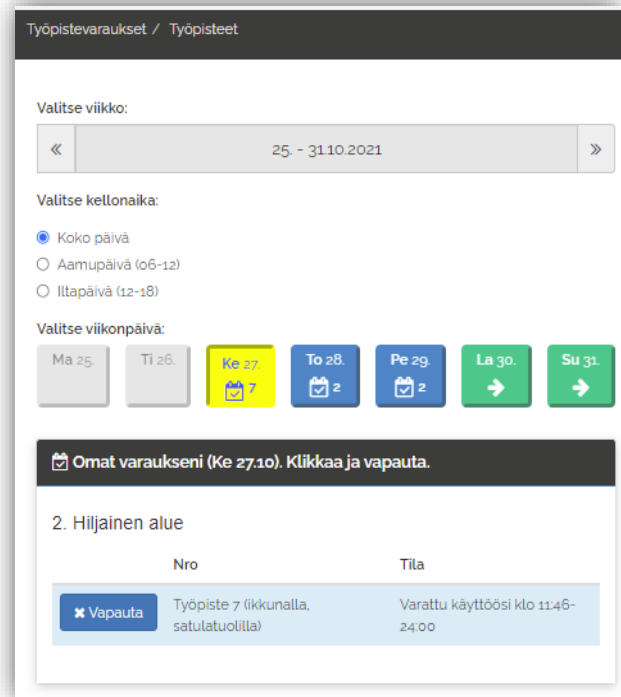 Työpistevaraukset / Työpisteet
Valitse viikko:
« 25. - 31.10.2021 »
Valitse kellonaika:
Koko päivä
Aamupäivä (06-12)
Iltapäivä (12-18)
Valitse viikonpäivä:
Ma 25. Ti 26. Ke 27. To 28. Pe 29. La 30. Su 31.
7 2 2
Omat varaukseni (Ke 27.10). Klikkaa ja vapauta.
2. Hiljainen alue
Nro Tila
Vapauta Työpiste 7 (ikkunalla, Varattu käyttöösi klo 11:46-
satulatuolilla) 24:00